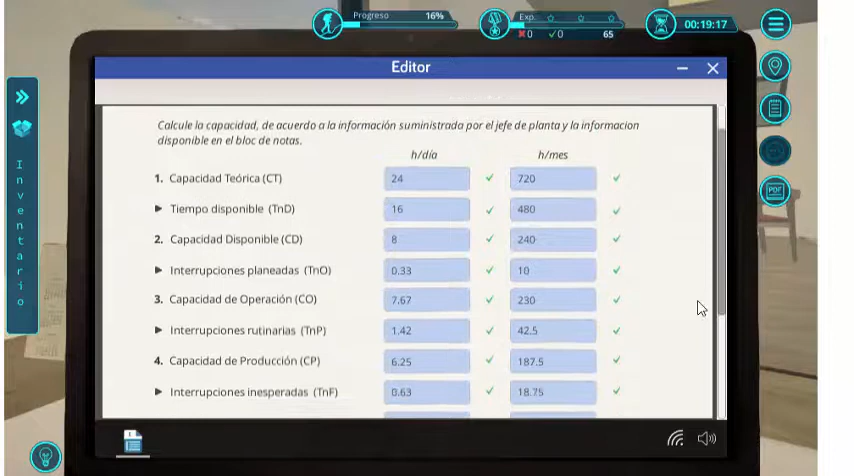 Progreso 16%
Exp.
0 0 65
00:19:17
Editor
Inventario
PDF
Calcule la capacidad, de acuerdo a la información suministrada por el jefe de planta y la informacion
disponible en el bloc de notas.
h/día h/mes
1. Capacidad Teórica (CT) 24 720
Tiempo disponible (TnD) 16 480
2. Capacidad Disponible (CD) 8 240
Interrupciones planeadas (TnO) 0.33 10
3. Capacidad de Operación (CO) 7.67 230
Interrupciones rutinarias (TnP) 1.42 42.5
4. Capacidad de Producción (CP) 6.25 187.5
Interrupciones inesperadas (TnF) 0.63 18.75